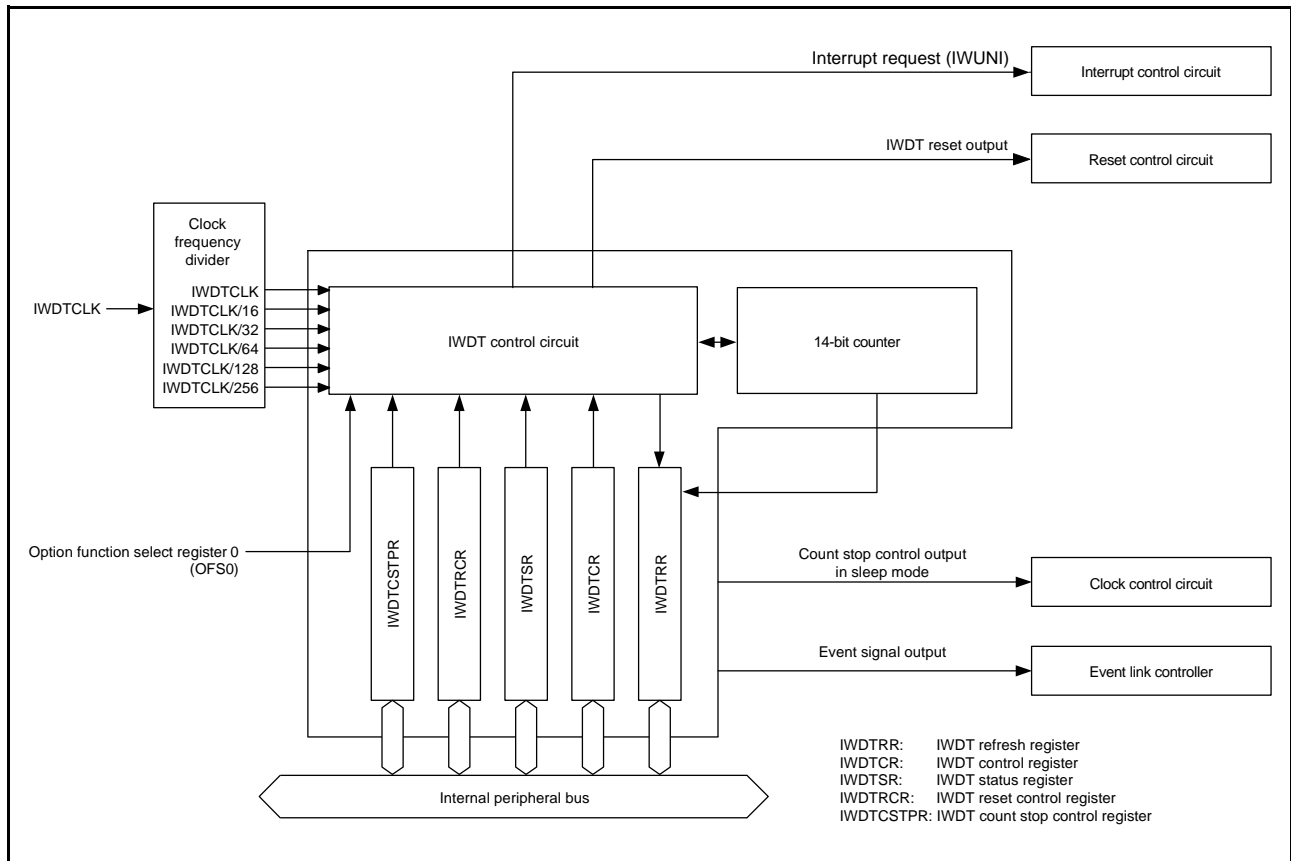 Interrupt request (IWUNI)
Interrupt control circuit
IWDT reset output
Reset control circuit
Clock
frequency
divider
IWDTCLK
IWDTCLK
IWDTCLK/16
IWDTCLK/32
IWDTCLK/64
IWDTCLK/128
IWDTCLK/256
IWDT control circuit
14-bit counter
Option function select register 0
(OFS0)
IWDTCSTPR
IWDTRCR
IWDTSR
IWDTCR
IWDTRR
Count stop control output
in sleep mode
Clock control circuit
Event signal output
Event link controller
Internal peripheral bus
IWDTRR: IWDT refresh register
IWDTCR: IWDT control register
IWDTSR: IWDT status register
IWDTRCR: IWDT reset control register
IWDTCSTPR: IWDT count stop control register